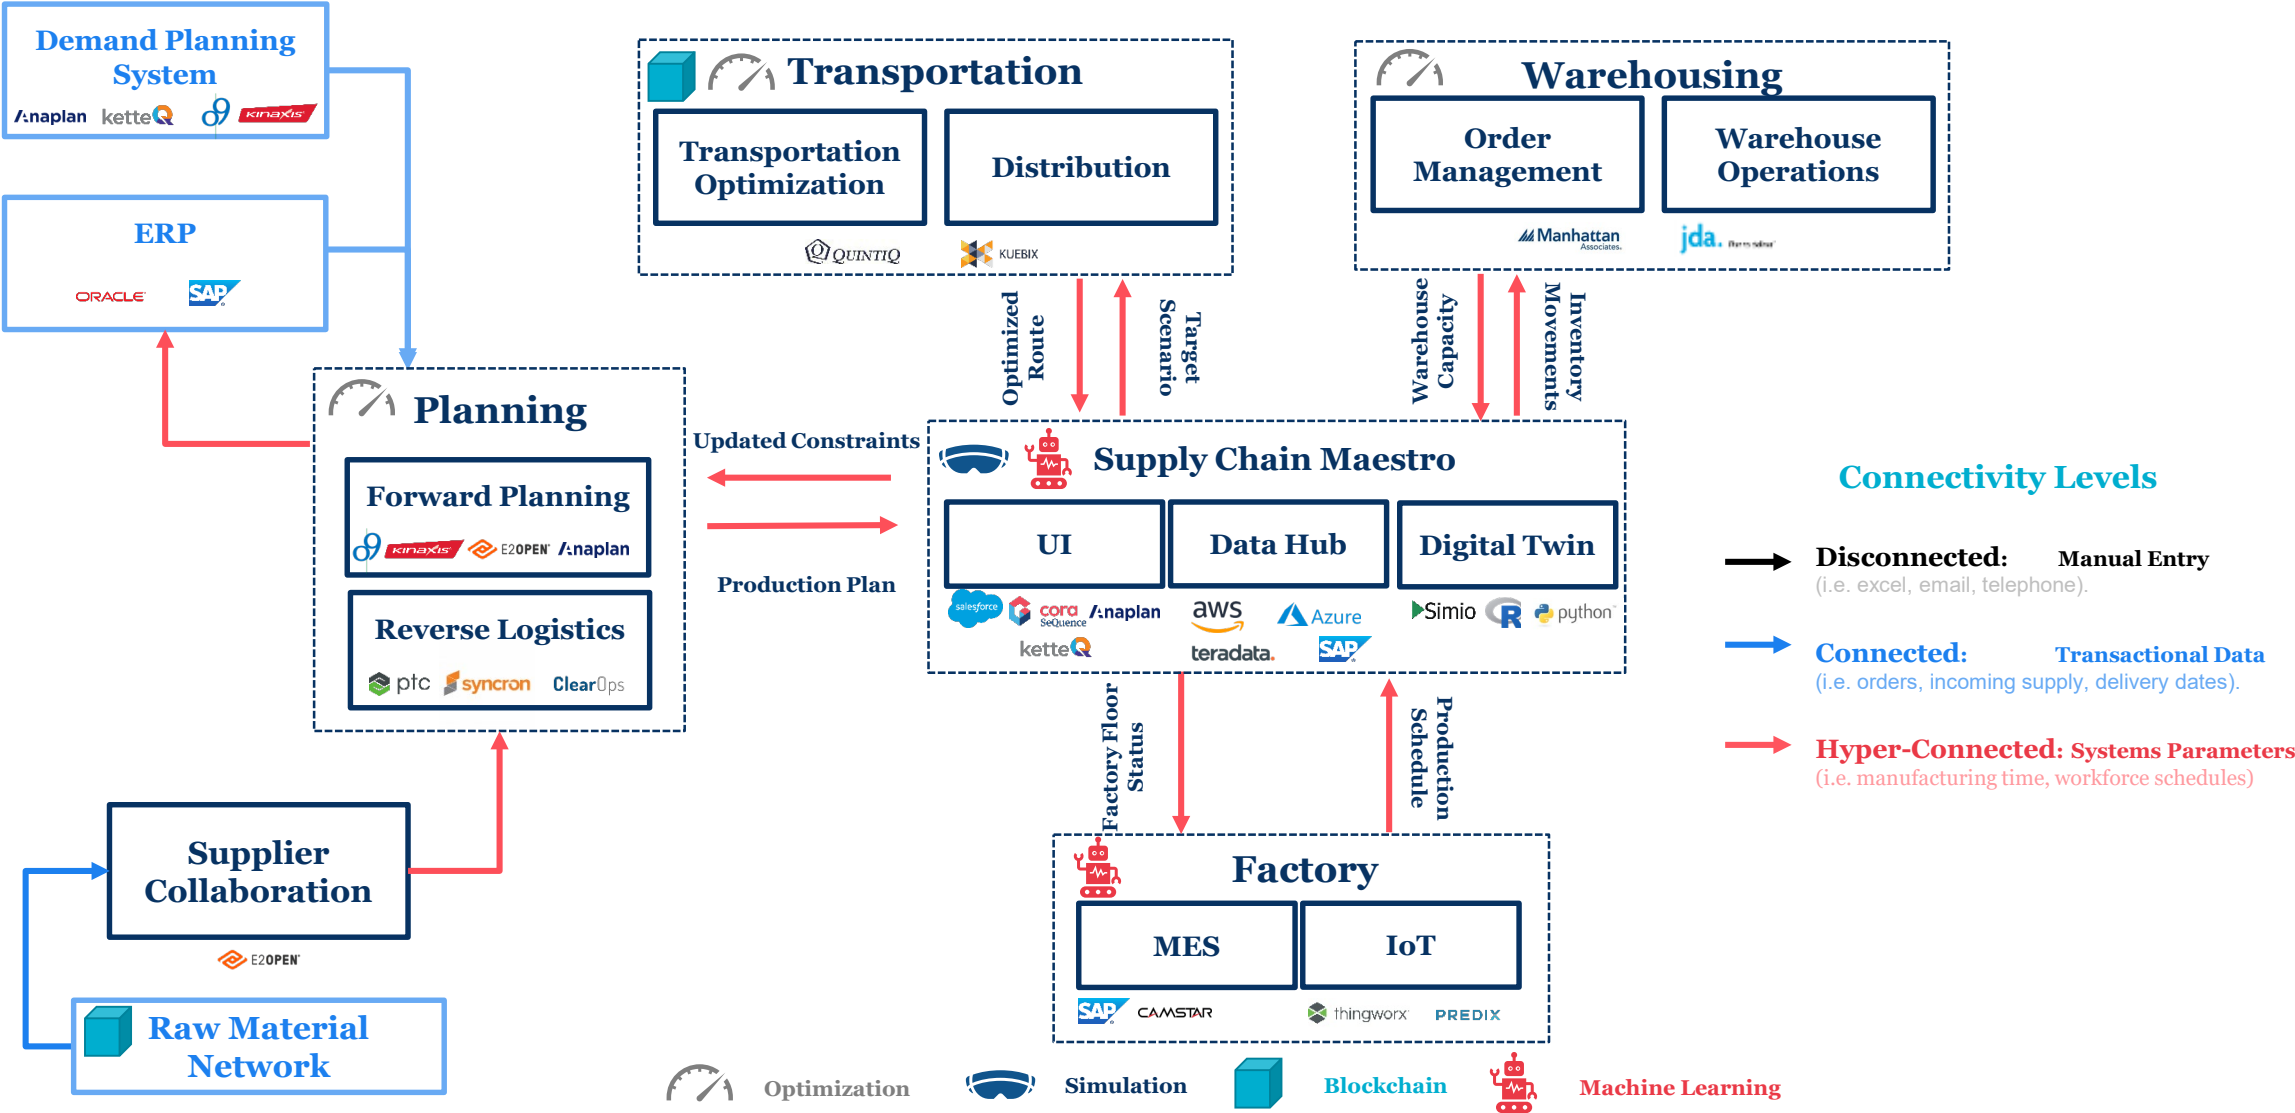 Demand Planning
System
Anaplan
ketteQ
o9
Kinaxis
ERP
ORACLE
SAP
Transportation
Transportation
Optimization
Distribution
QUINTIQ
KUEBIX
Warehousing
Order
Management
Warehouse
Operations
Manhattan
Associates
jda.
Optimized
Route
Target
Scenario
Warehouse
Capacity
Inventory
Movements
Planning
Forward Planning
o9
Kinaxis
E2OPEN
Anaplan
Reverse Logistics
ptc
syncron
ClearOps
Updated Constraints
Production Plan
Supply Chain Maestro
UI
Data Hub
Digital Twin
salesforce
cora
SeQuence
Anaplan
ketteQ
aws
Azure
teradata.
SAP
Simio
R
python
Connectivity Levels
Disconnected: Manual Entry
(i.e. excel, email, telephone).
Connected: Transactional Data
(i.e. orders, incoming supply, delivery dates).
Hyper-Connected: Systems Parameters
(i.e. manufacturing time, workforce schedules)
Factory Floor
Status
Production
Schedule
Supplier
Collaboration
E2OPEN
Raw Material
Network
Factory
MES
IoT
SAP
CAMSTAR
thingworx
PREDIX
Optimization
Simulation
Blockchain
Machine Learning